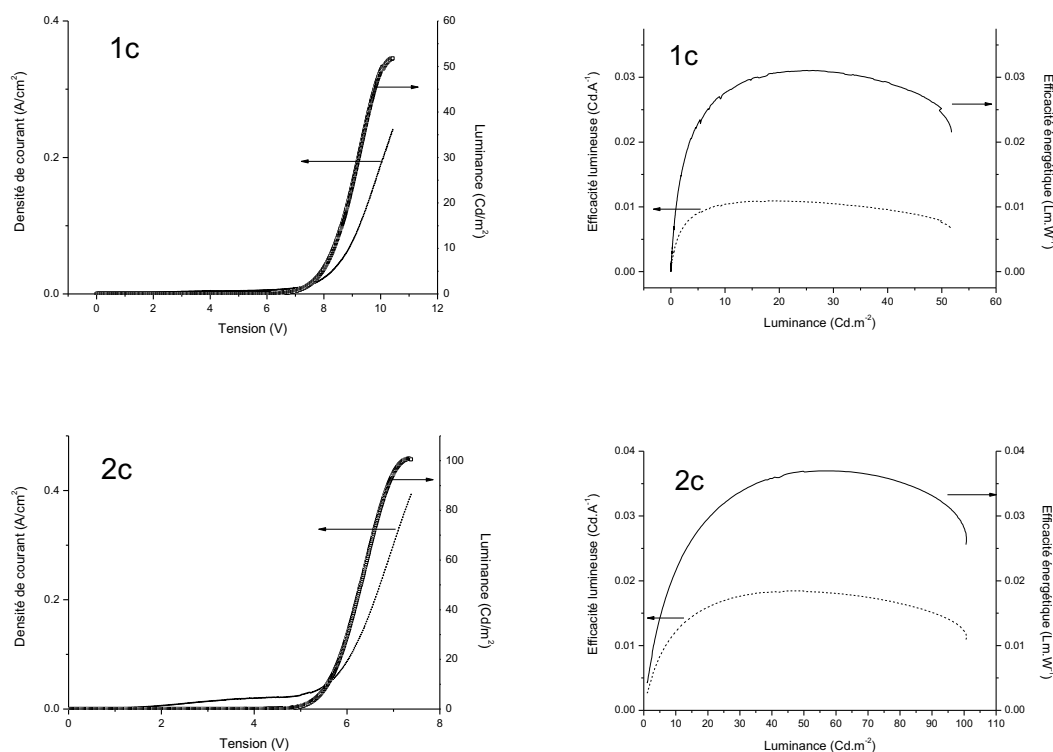 1c
Densité de courant (A/cm²)
0.4
0.2
0.0
60
50
40
30
20
10
0
Luminance (Cd/m²)
0 2 4 6 8 10 12
Tension (V)
1c
Efficacité lumineuse (Cd.A⁻¹)
0.03
0.02
0.01
0.00
0.03
0.02
0.01
0.00
Efficacité énergétique (Lm.W⁻¹)
0 10 20 30 40 50 60
Luminance (Cd.m⁻²)
2c
Densité de courant (A/cm²)
0.4
0.2
0.0
100
80
60
40
20
0
Luminance (Cd/m²)
0 2 4 6 8
Tension (V)
2c
Efficacité lumineuse (Cd.A⁻¹)
0.04
0.03
0.02
0.01
0.00
0.04
0.03
0.02
0.01
0.00
Efficacité énergétique (Lm.W⁻¹)
0 10 20 30 40 50 60 70 80 90 100 110
Luminance (Cd.m⁻²)